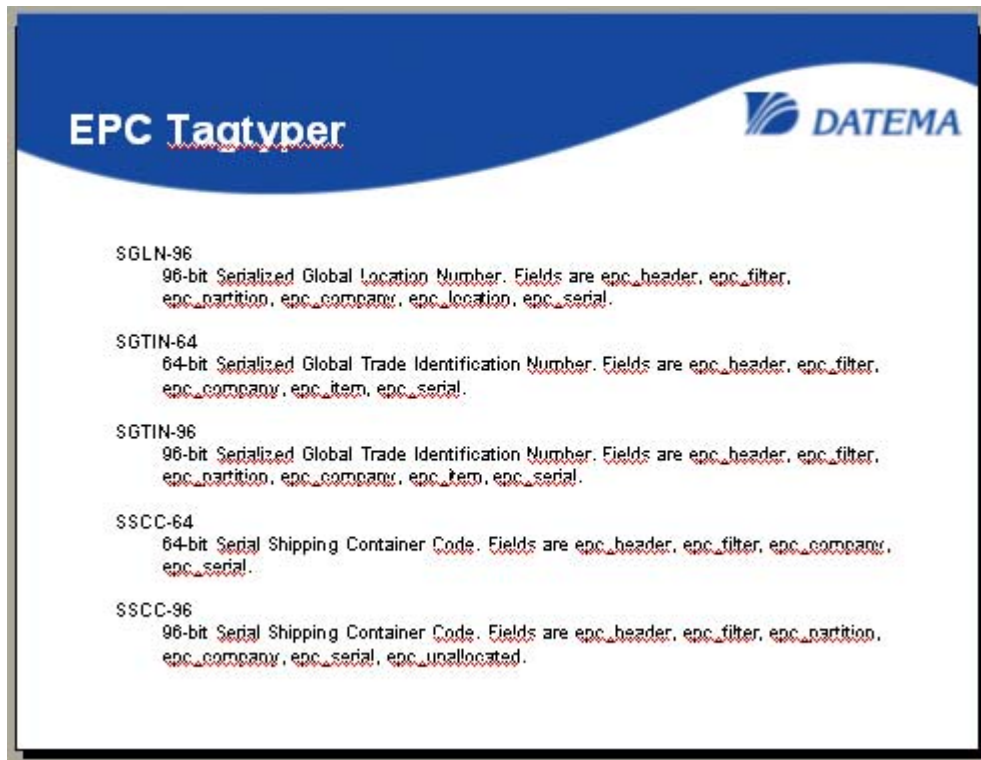 EPC Tagtyper
DATEMA
SGLN-96
96-bit Serialized Global Location Number. Fields are epc_header, epc_filter,
epc_partition, epc_company, epc_location, epc_serial.
SGTIN-64
64-bit Serialized Global Trade Identification Number. Fields are epc_header, epc_filter,
epc_company, epc_item, epc_serial.
SGTIN-96
96-bit Serialized Global Trade Identification Number. Fields are epc_header, epc_filter,
epc_partition, epc_company, epc_item, epc_serial.
SSCC-64
64-bit Serial Shipping Container Code. Fields are epc_header, epc_filter, epc_company,
epc_serial.
SSCC-96
96-bit Serial Shipping Container Code. Fields are epc_header, epc_filter, epc_partition,
epc_company, epc_serial, epc_unallocated.